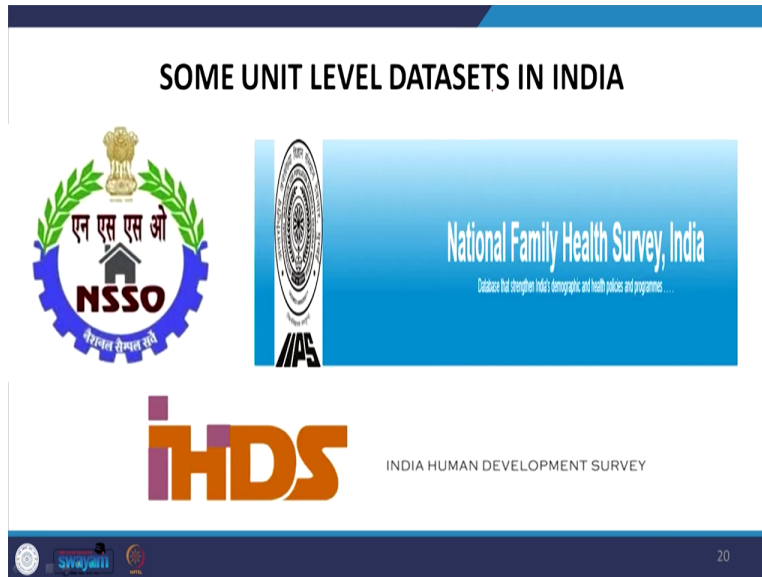 SOME UNIT LEVEL DATASETS IN INDIA
एन एस एस ओ
NSSO
नैशनल सैम्पल सर्वे
IIPS
National Family Health Survey, India
Database that strengthen India's demographic and health policies and programmes ....
iHDS
INDIA HUMAN DEVELOPMENT SURVEY
swayam
20